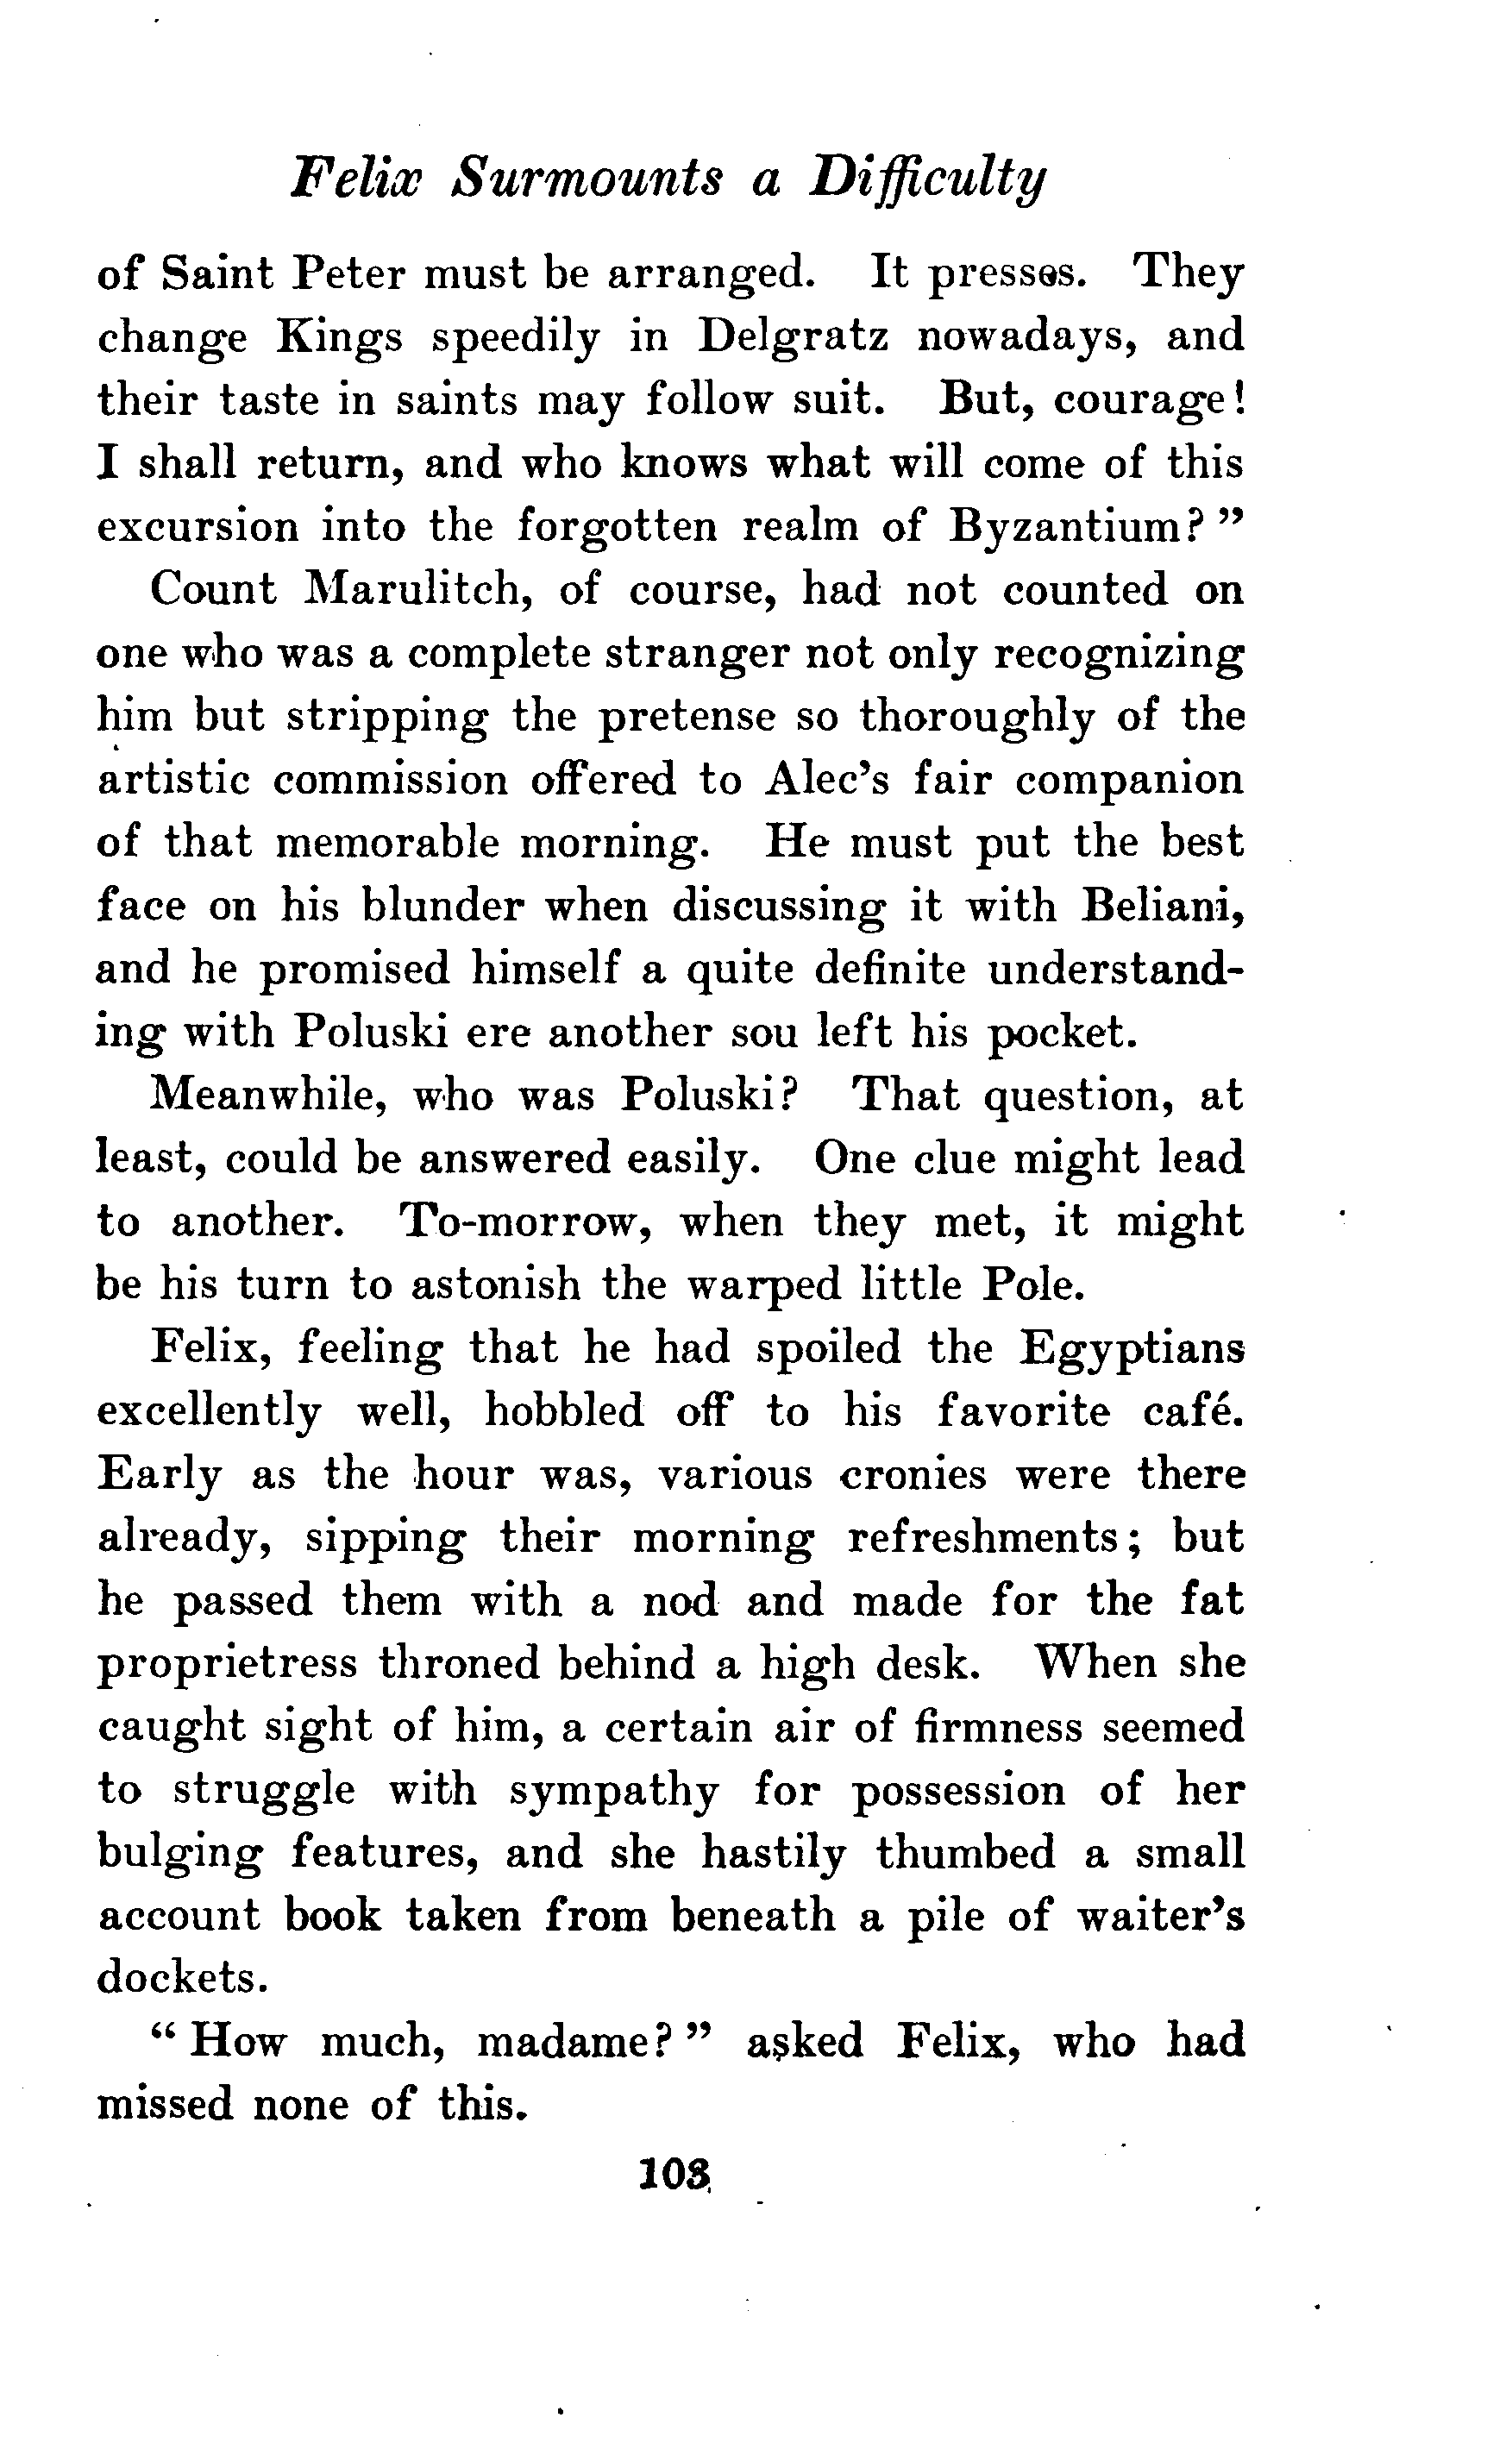 Felix Surmounts a Difficulty
of Saint Peter must be arranged. It presses. They
change Kings speedily in Delgratz nowadays, and
their taste in saints may follow suit. But, courage!
I shall return, and who knows what will come of this
excursion into the forgotten realm of Byzantium?"
Count Marulitch, of course, had not counted on
one who was a complete stranger not only recognizing
him but stripping the pretense so thoroughly of the
artistic commission offered to Alec's fair companion
of that memorable morning. He must put the best
face on his blunder when discussing it with Beliani,
and he promised himself a quite definite understand-
ing with Poluski ere another sou left his pocket.
Meanwhile, who was Poluski? That question, at
least, could be answered easily. One clue might lead
to another. To-morrow, when they met, it might
be his turn to astonish the warped little Pole.
Felix, feeling that he had spoiled the Egyptians
excellently well, hobbled off to his favorite café.
Early as the hour was, various cronies were there
already, sipping their morning refreshments; but
he passed them with a nod and made for the fat
proprietress throned behind a high desk. When she
caught sight of him, a certain air of firmness seemed
to struggle with sympathy for possession of her
bulging features, and she hastily thumbed a small
account book taken from beneath a pile of waiter's
dockets.
"How much, madame?" asked Felix, who had
missed none of this.
103